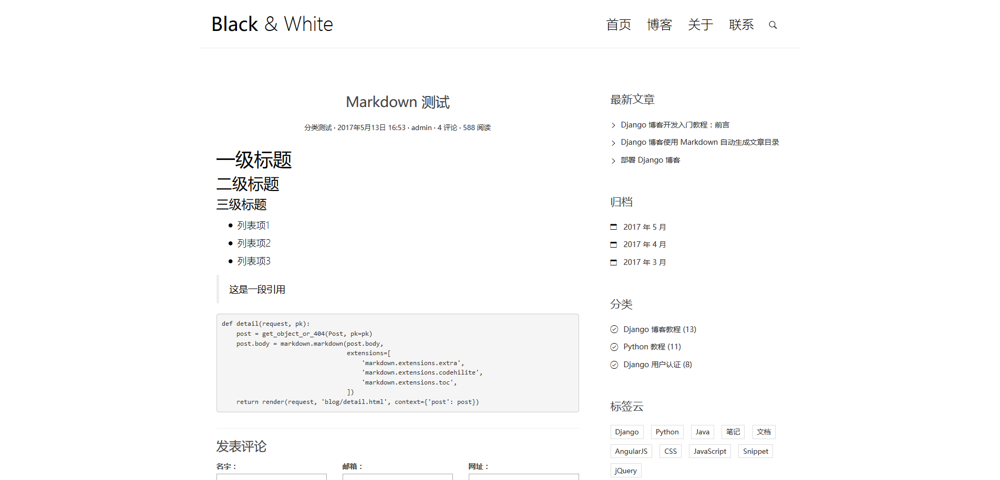 Black & White
首页 博客 关于 联系
Markdown 测试
分类测试 · 2017年5月13日 16:53 · admin · 4 评论 · 588 阅读
一级标题
二级标题
三级标题
列表项1
列表项2
列表项3
这是一段引用
def detail(request, pk):
    post = get_object_or_404(Post, pk=pk)
    post.body = markdown.markdown(post.body,
                                  extensions=[
                                      'markdown.extensions.extra',
                                      'markdown.extensions.codehilite',
                                      'markdown.extensions.toc',
                                  ])
    return render(request, 'blog/detail.html', context={'post': post})
发表评论
名字：
邮箱：
网址：
最新文章
Django 博客开发入门教程：前言
Django 博客使用 Markdown 自动生成文章目录
部署 Django 博客
归档
2017 年 5 月
2017 年 4 月
2017 年 3 月
分类
Django 博客教程 (13)
Python 教程 (11)
Django 用户认证 (8)
标签云
Django Python Java 笔记 文档
AngularJS CSS JavaScript Snippet
jQuery